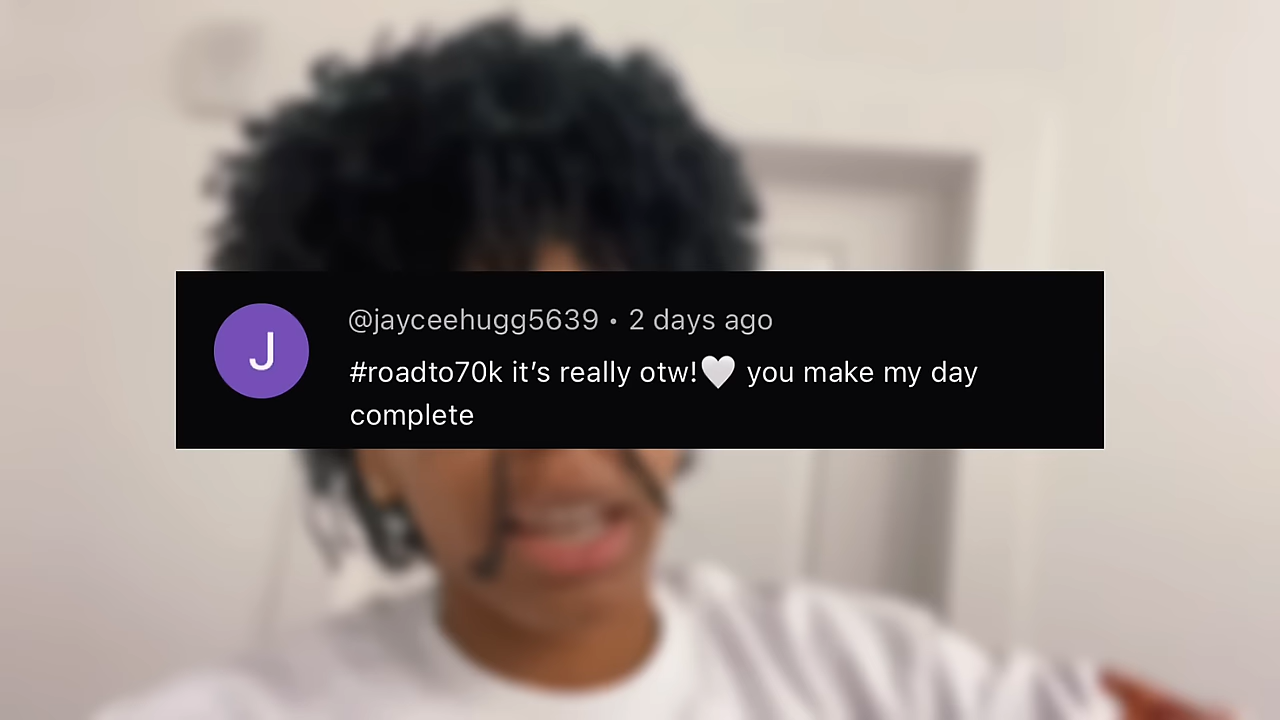 J
@jayceehugg5639 • 2 days ago
#roadto70k it’s really otw!🤍 you make my day
complete